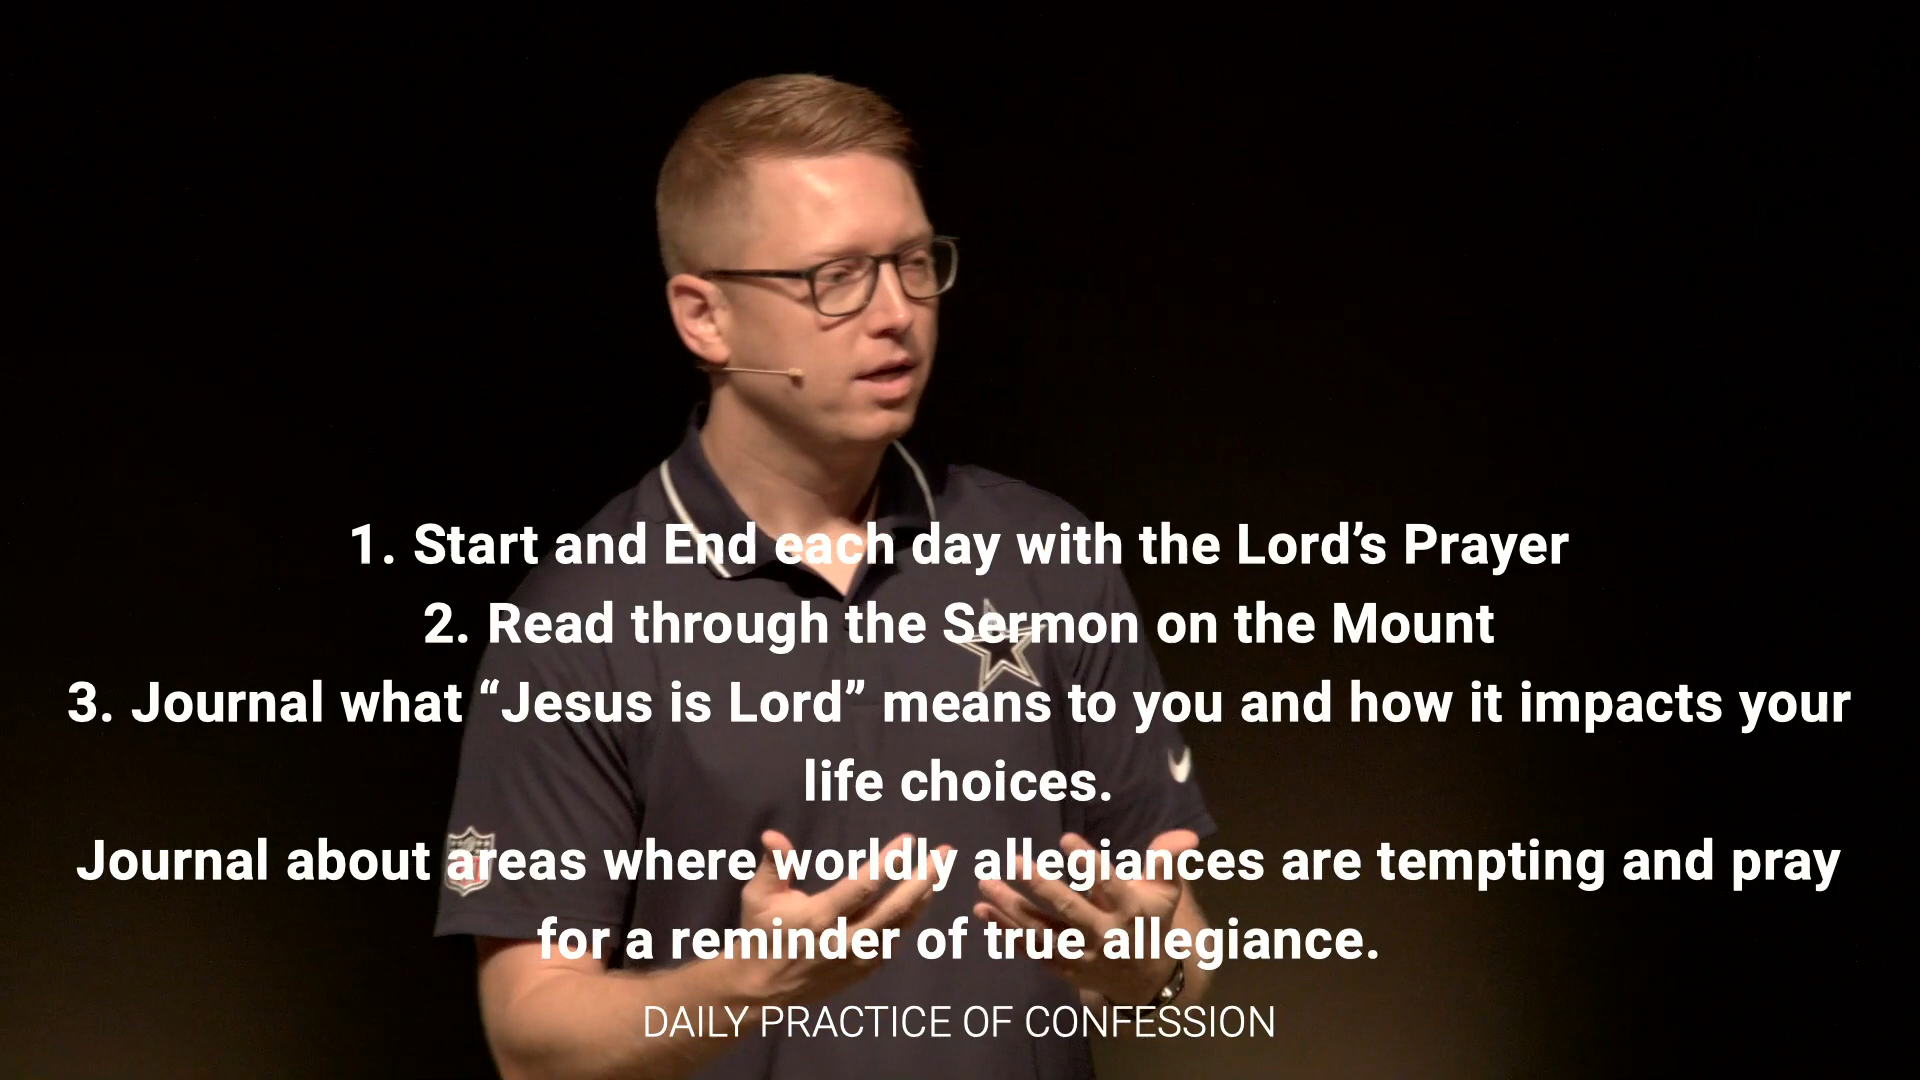 1. Start and End each day with the Lord’s Prayer
2. Read through the Sermon on the Mount
3. Journal what “Jesus is Lord” means to you and how it impacts your
life choices.
Journal about areas where worldly allegiances are tempting and pray
for a reminder of true allegiance.
DAILY PRACTICE OF CONFESSION